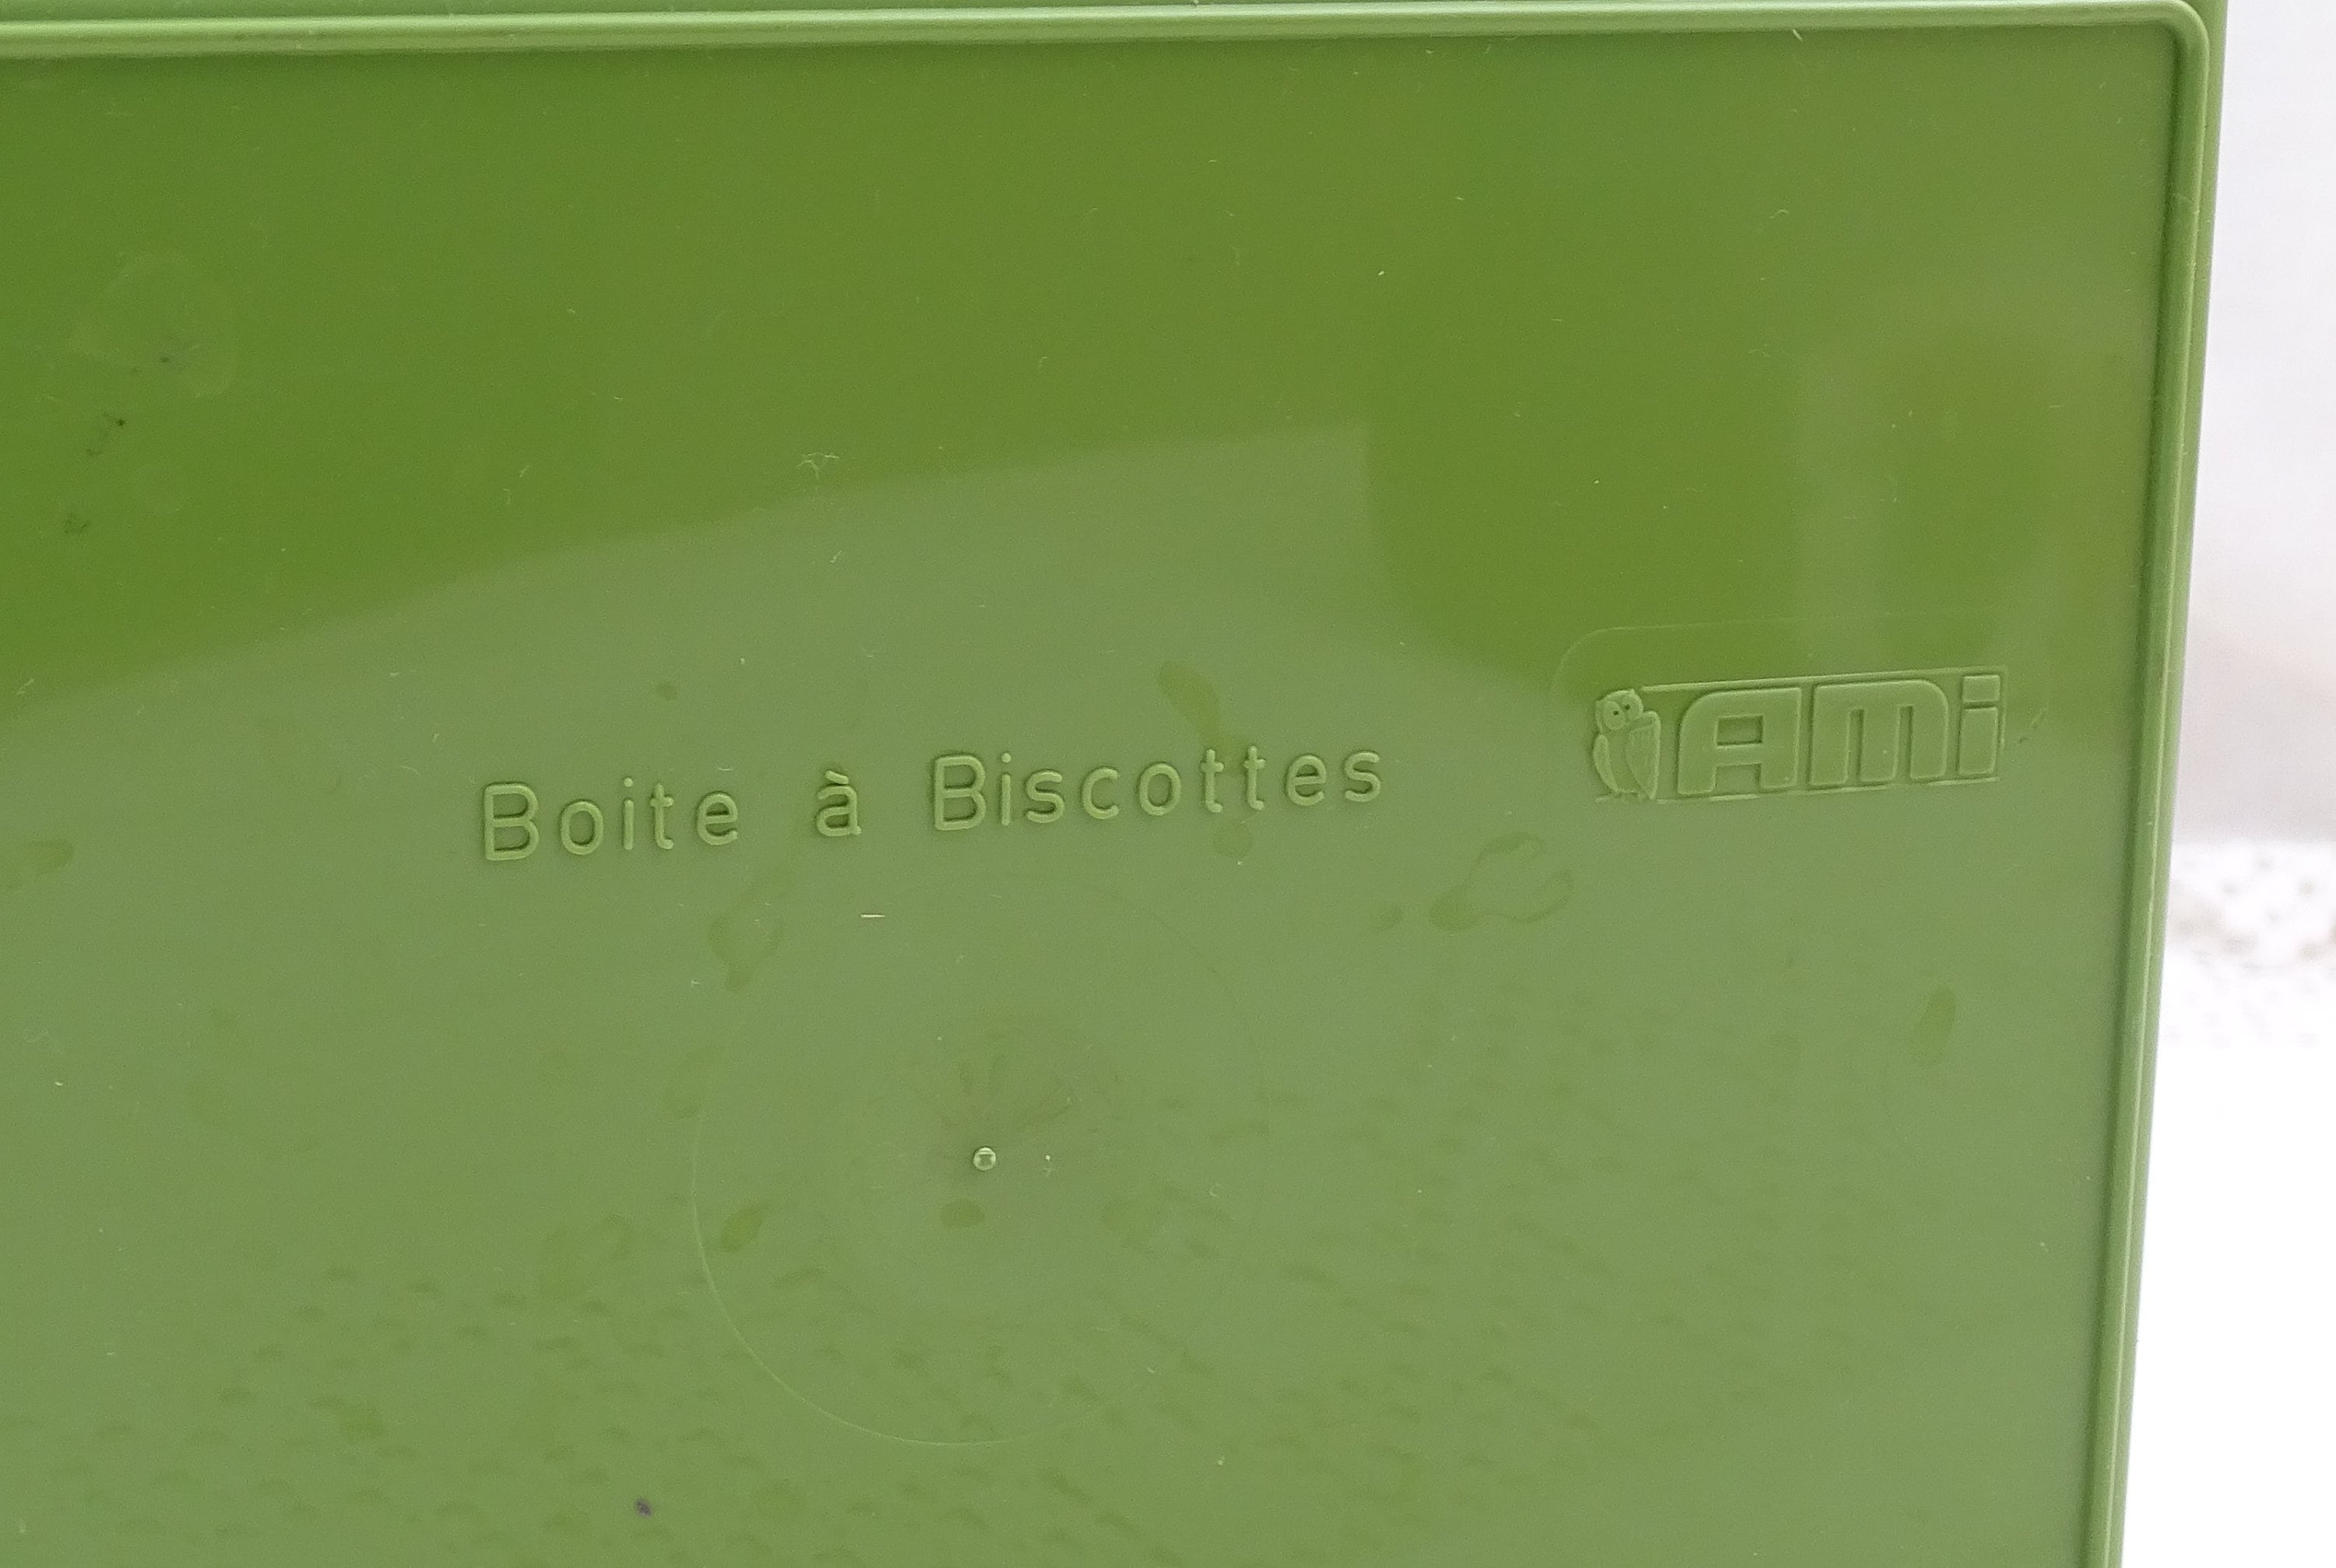 Boite à Biscottes
AMi